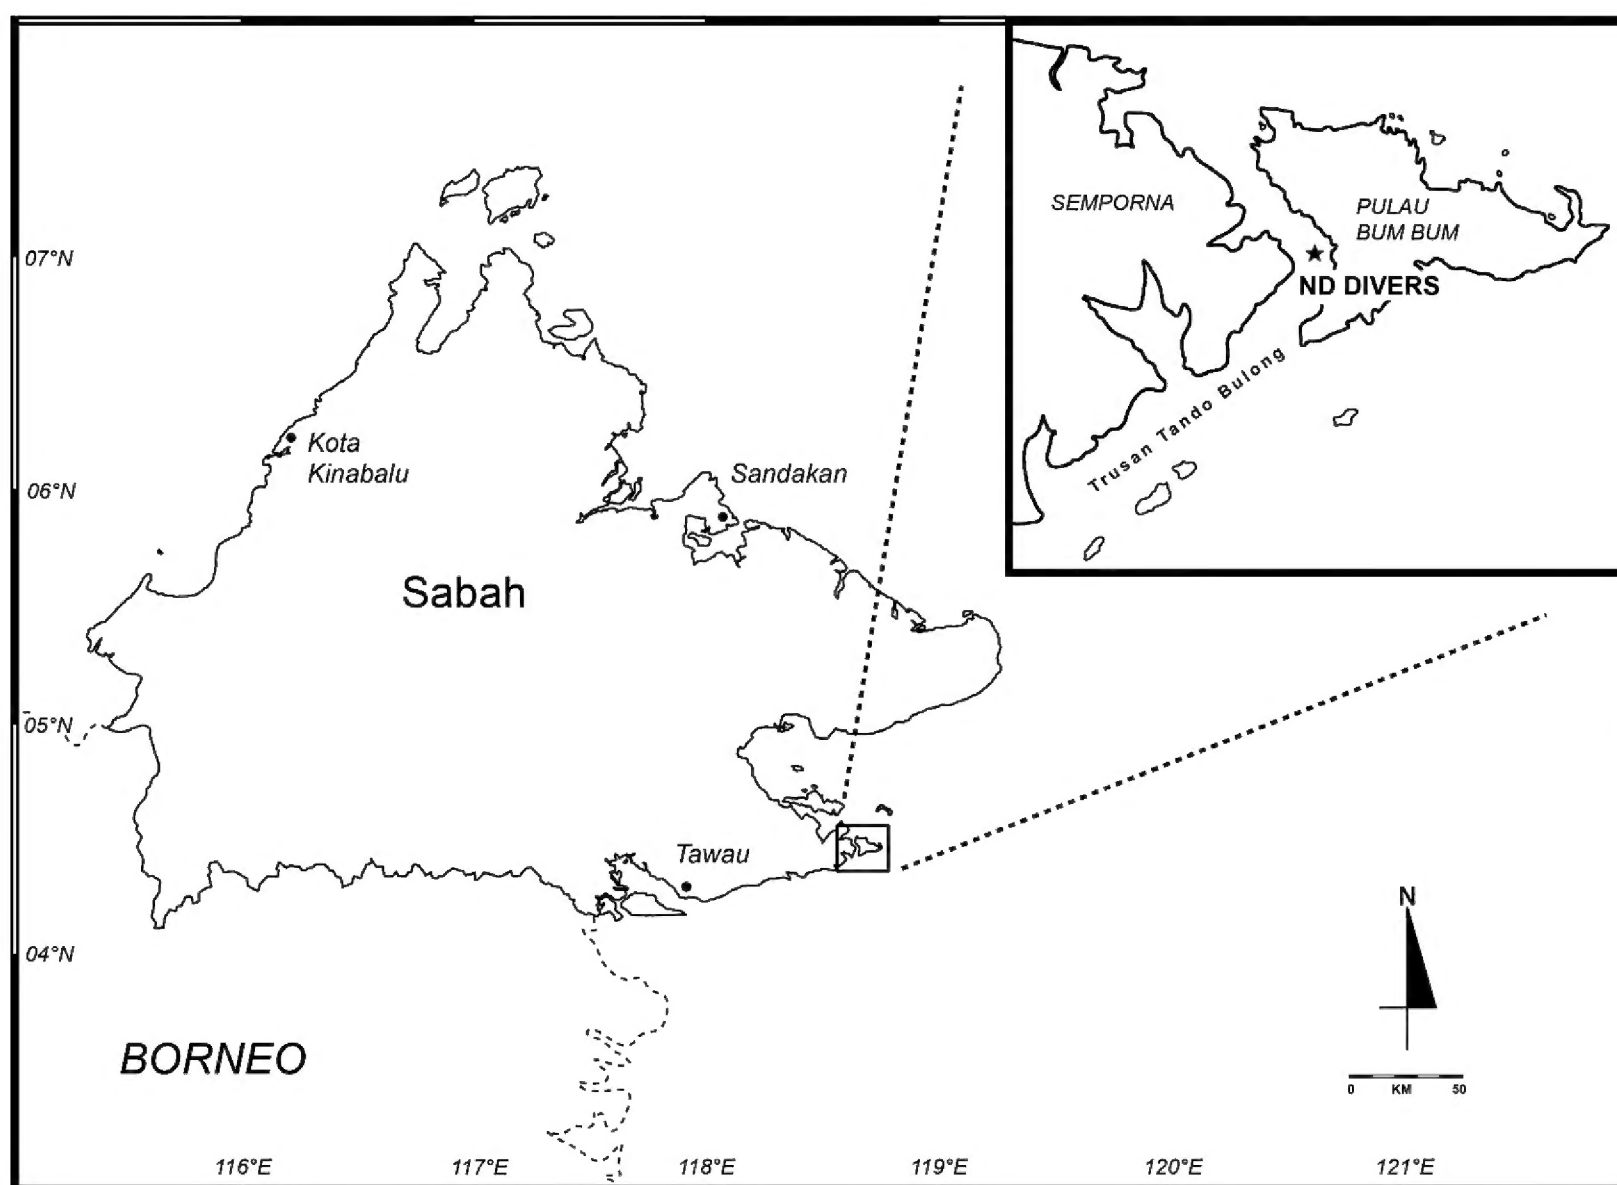 SEMPORNA
PULAU
BUM BUM
ND DIVERS
Trusan Tando Bulong
07°N
06°N
05°N
04°N
Kota
Kinabalu
Sandakan
Sabah
Tawau
BORNEO
N
0 KM 50
116°E 117°E 118°E 119°E 120°E 121°E